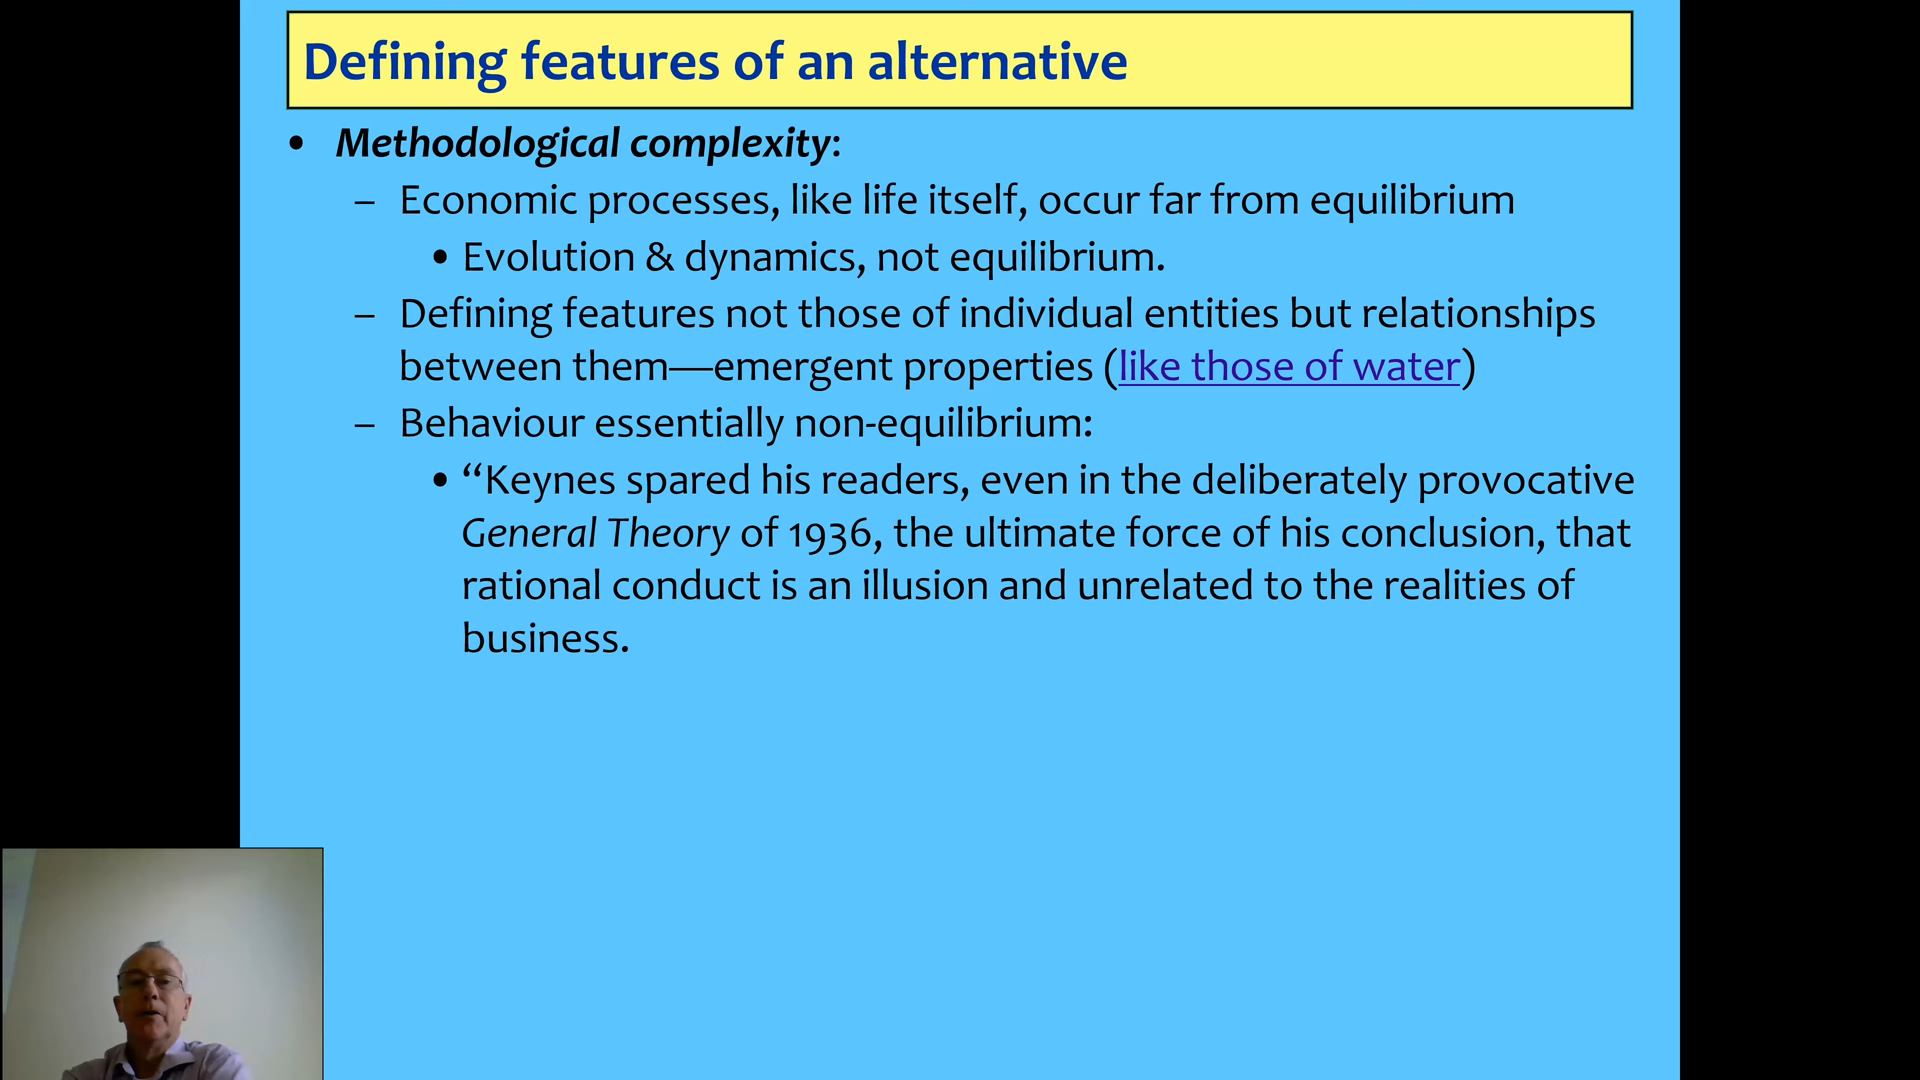 Defining features of an alternative
• Methodological complexity:
– Economic processes, like life itself, occur far from equilibrium
• Evolution & dynamics, not equilibrium.
– Defining features not those of individual entities but relationships
between them—emergent properties (like those of water)
– Behaviour essentially non-equilibrium:
• “Keynes spared his readers, even in the deliberately provocative
General Theory of 1936, the ultimate force of his conclusion, that
rational conduct is an illusion and unrelated to the realities of
business.